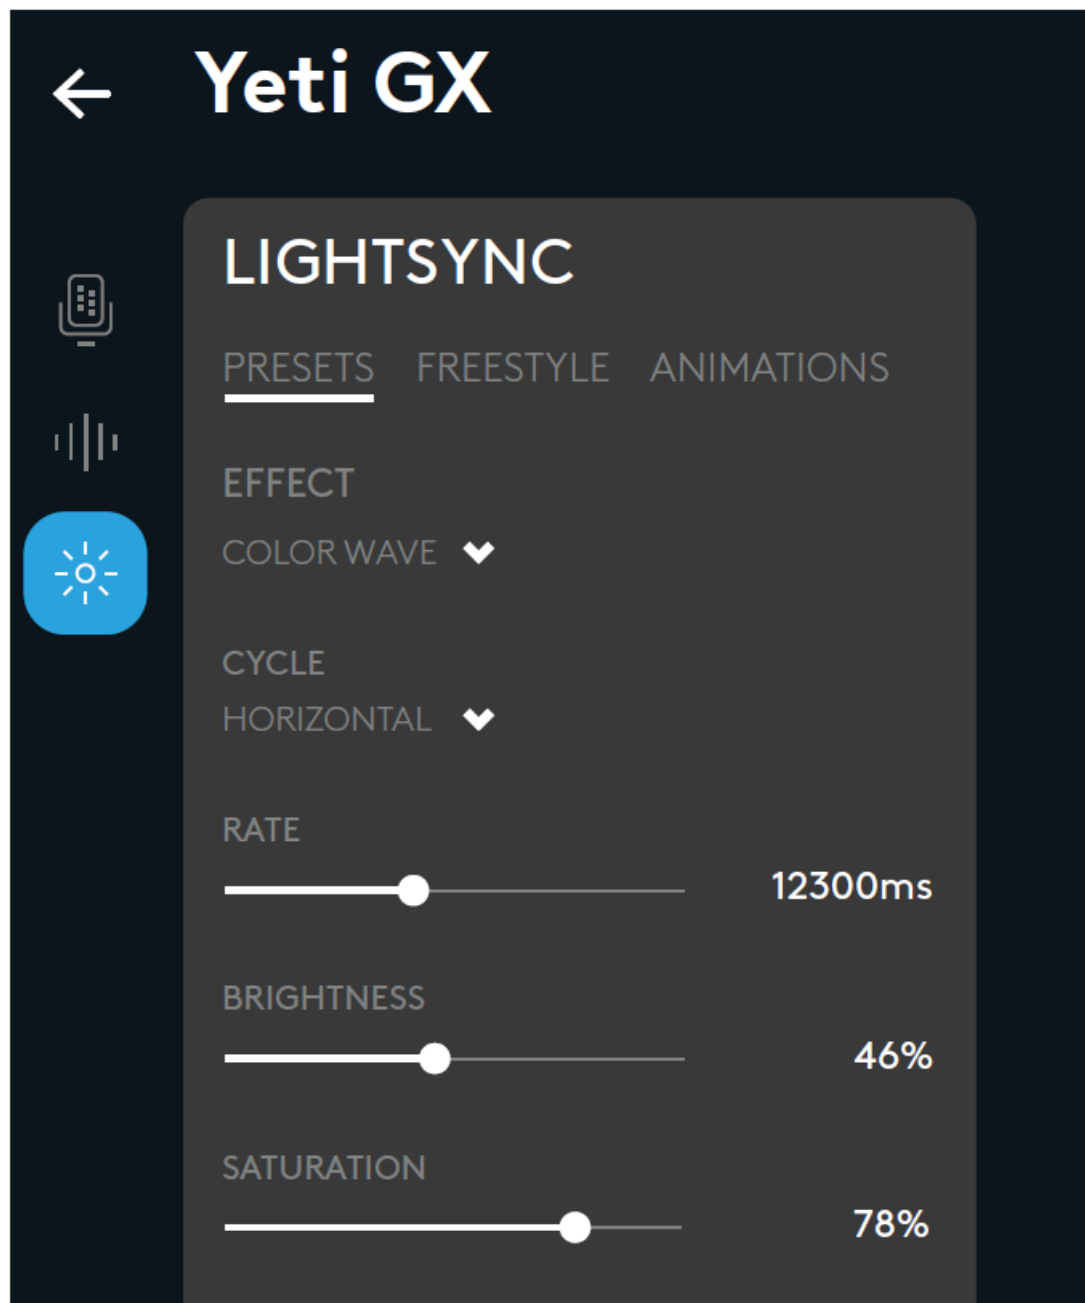 Yeti GX
LIGHTSYNC
PRESETS FREESTYLE ANIMATIONS
EFFECT
COLOR WAVE
CYCLE
HORIZONTAL
RATE
12300ms
BRIGHTNESS
46%
SATURATION
78%